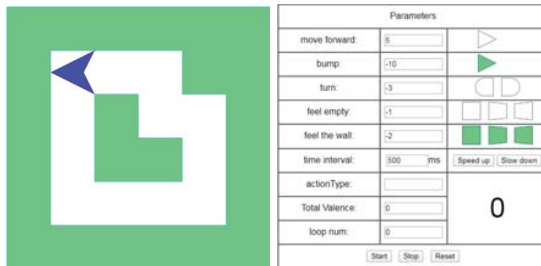 Parameters
move forward: 5
bump: -10
turn: -3
feel empty: -1
feel the wall: -2
time interval: 500 ms Speed up Slow down
actionType:
Total Valence: 0
0
loop num: 0
Start Stop Reset